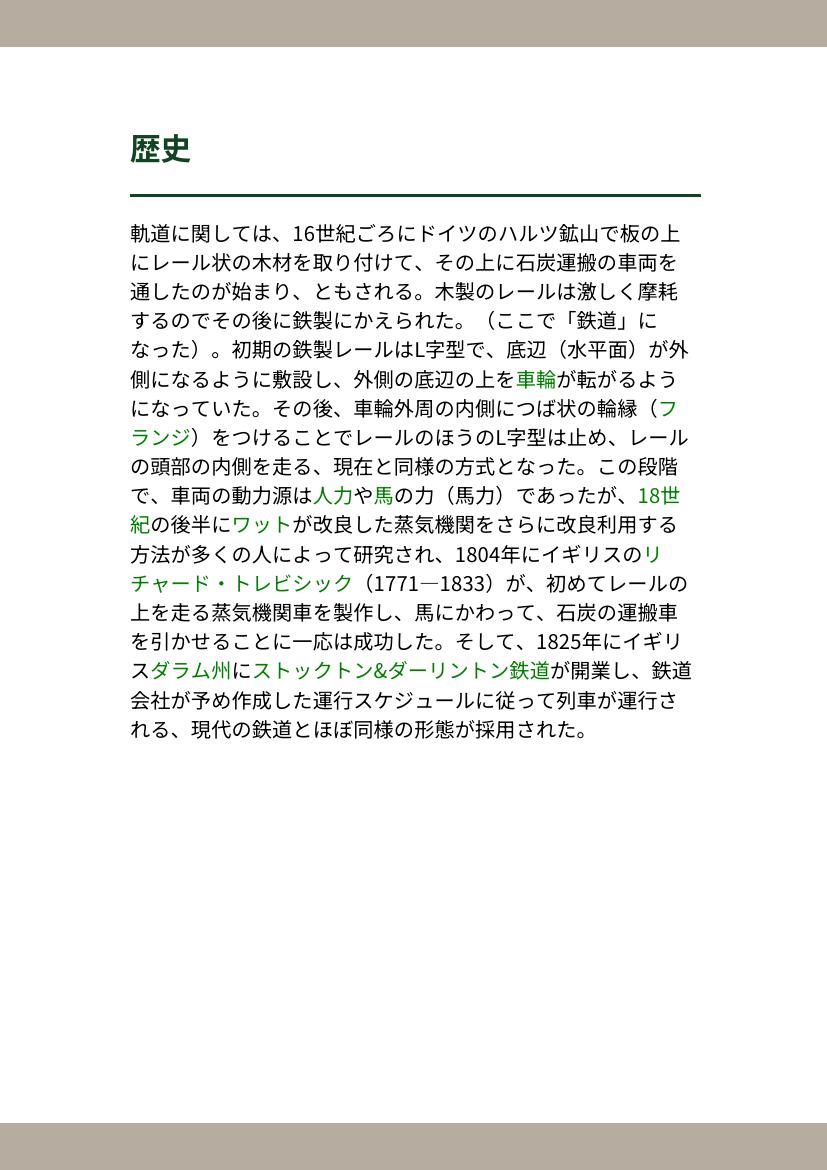 歴史
軌道に関しては、16世紀ごろにドイツのハルツ鉱山で板の上
にレール状の木材を取り付けて、その上に石炭運搬の車両を
通したのが始まり、ともされる。木製のレールは激しく摩耗
するのでその後に鉄製にかえられた。（ここで「鉄道」に
なった）。初期の鉄製レールはL字型で、底辺（水平面）が外
側になるように敷設し、外側の底辺の上を車輪が転がるよう
になっていた。その後、車輪外周の内側につば状の輪縁（フ
ランジ）をつけることでレールのほうのL字型は止め、レール
の頭部の内側を走る、現在と同様の方式となった。この段階
で、車両の動力源は人力や馬の力（馬力）であったが、18世
紀の後半にワットが改良した蒸気機関をさらに改良利用する
方法が多くの人によって研究され、1804年にイギリスのリ
チャード・トレビシック（1771―1833）が、初めてレールの
上を走る蒸気機関車を製作し、馬にかわって、石炭の運搬車
を引かせることに一応は成功した。そして、1825年にイギリ
スダラム州にストックトン&ダーリントン鉄道が開業し、鉄道
会社が予め作成した運行スケジュールに従って列車が運行さ
れる、現代の鉄道とほぼ同様の形態が採用された。